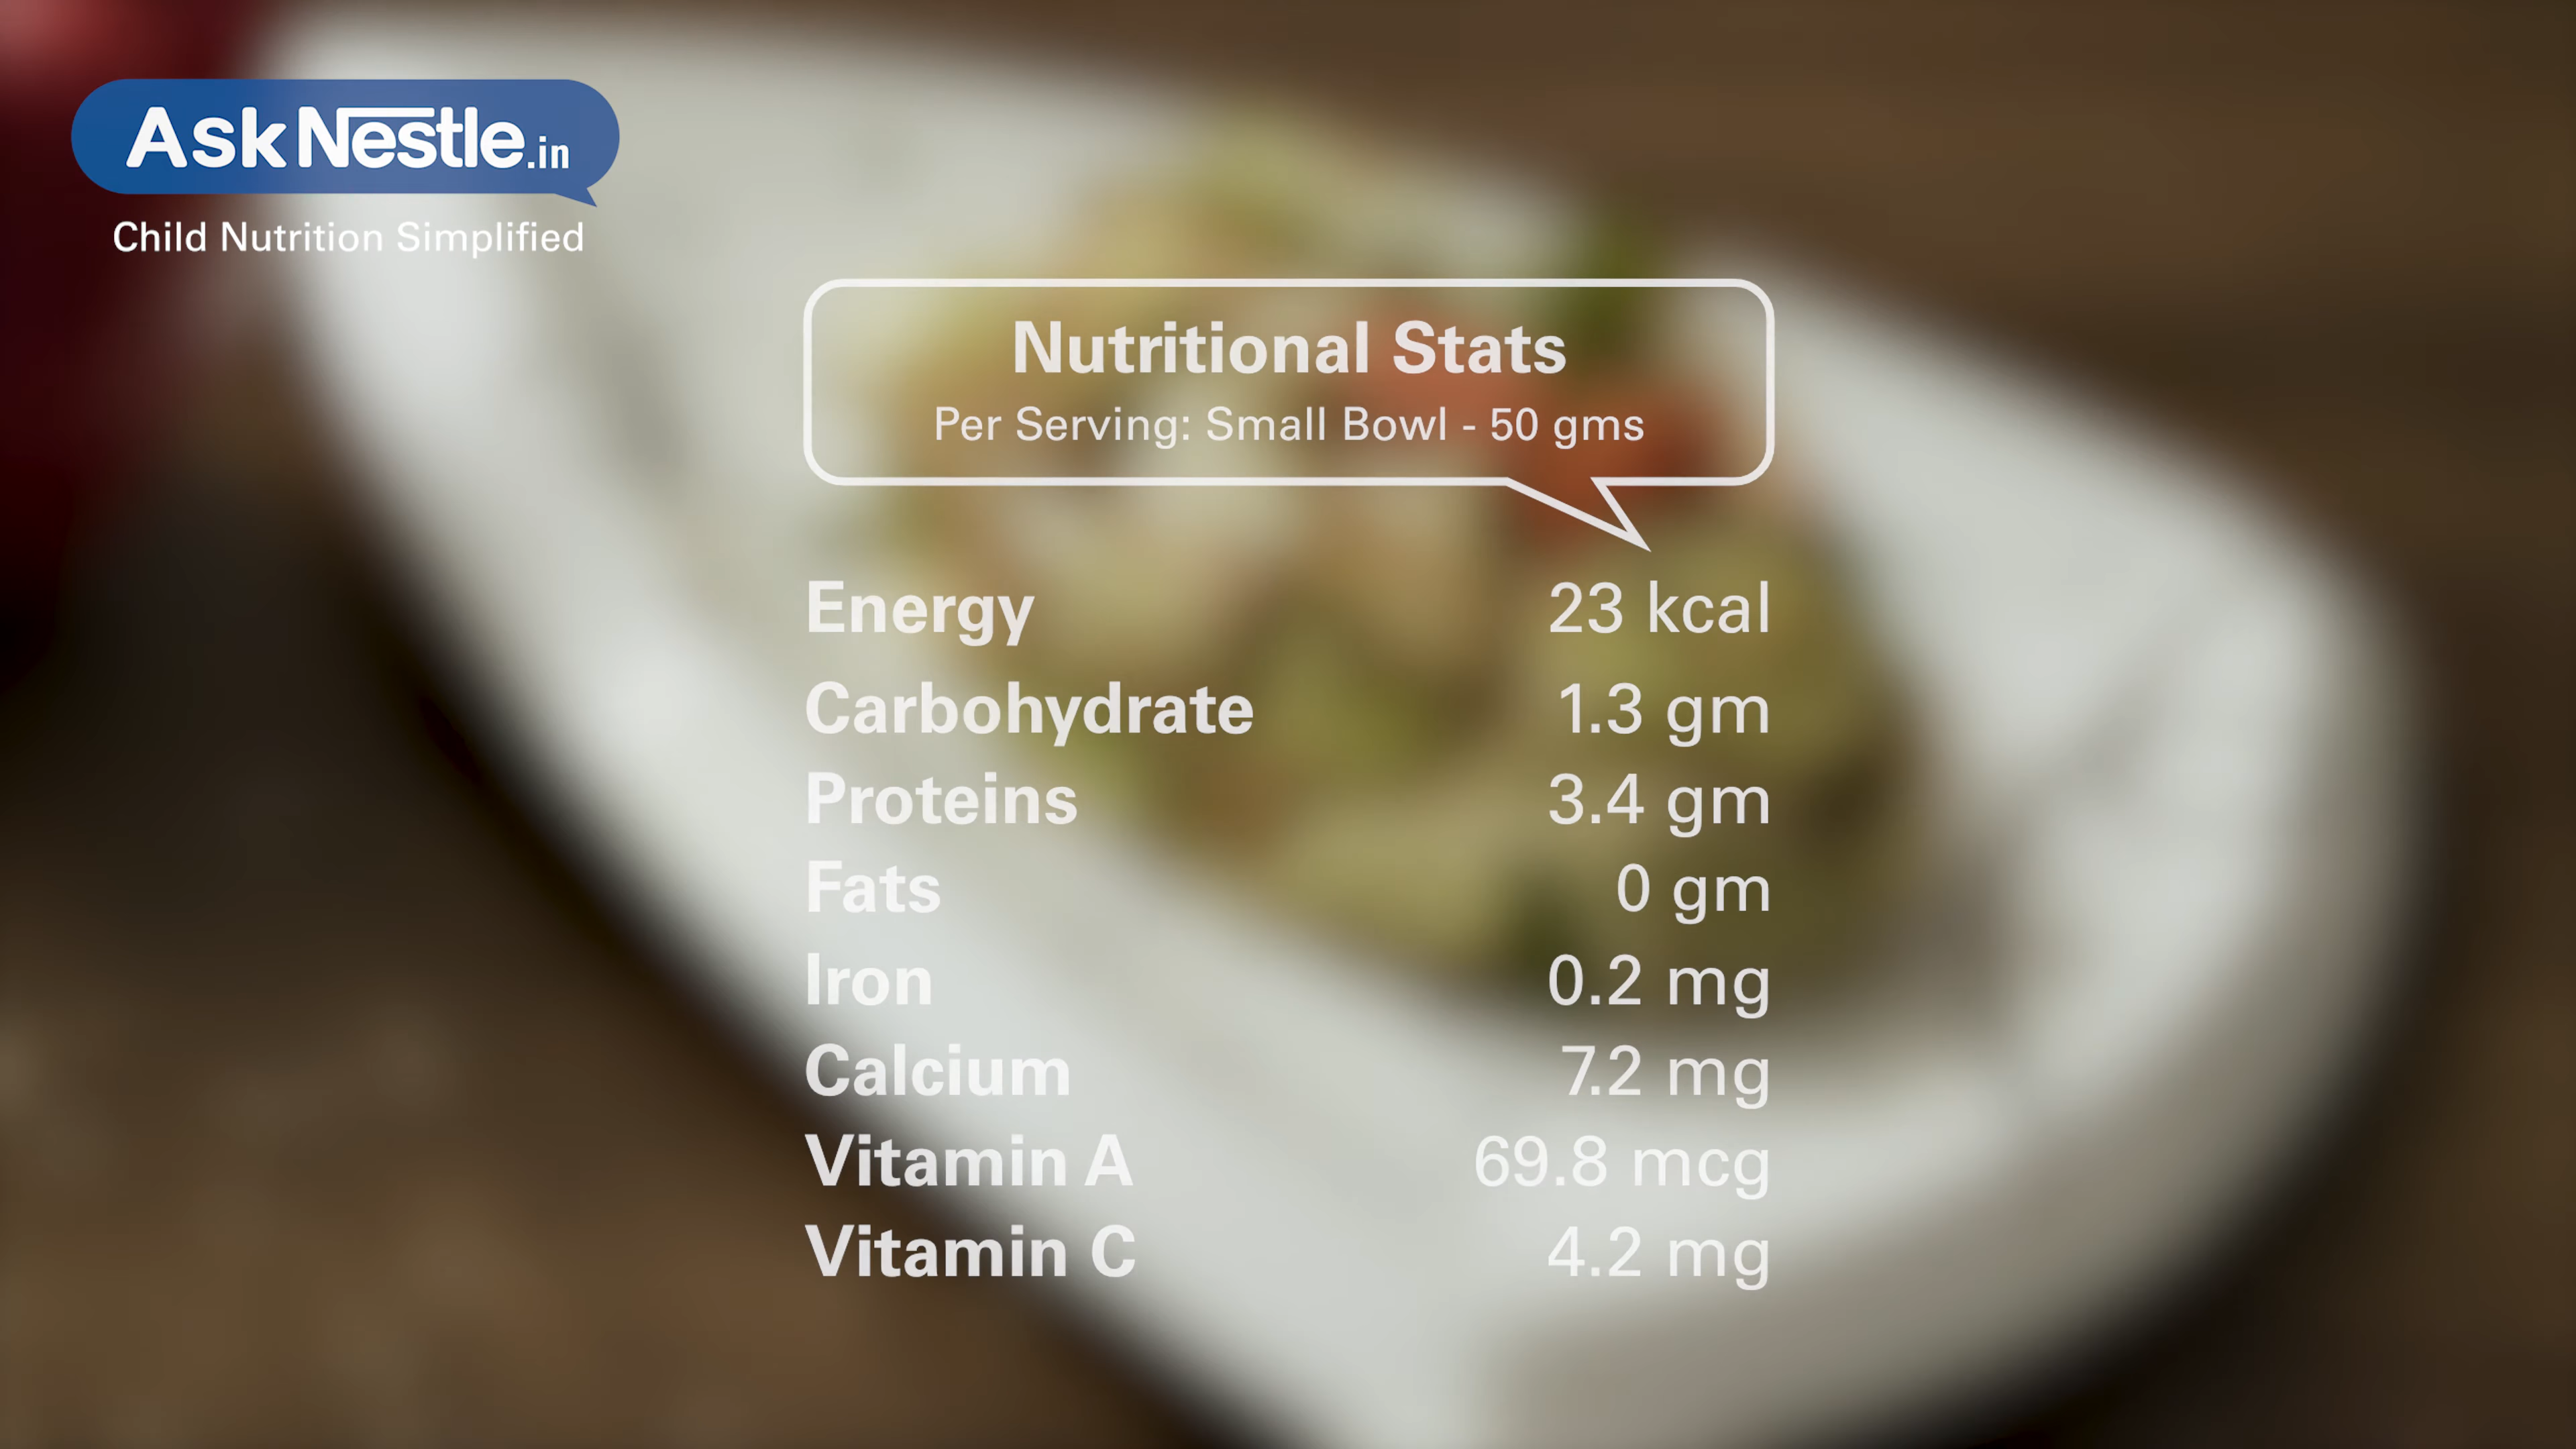 AskNestle.in
Child Nutrition Simplified
Nutritional Stats
Per Serving: Small Bowl - 50 gms
Energy 23 kcal
Carbohydrate 1.3 gm
Proteins 3.4 gm
Fats 0 gm
Iron 0.2 mg
Calcium 7.2 mg
Vitamin A 69.8 mcg
Vitamin C 4.2 mg